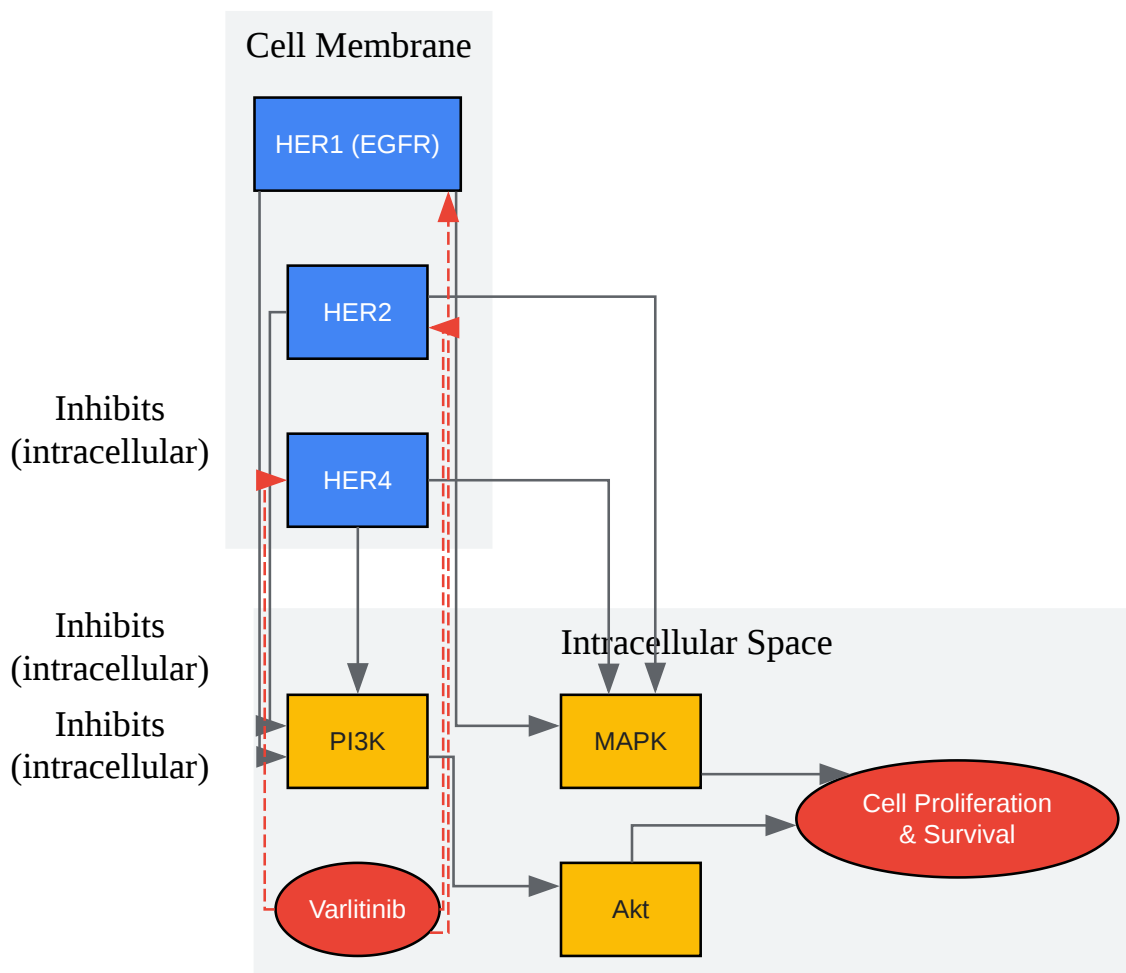 Cell Membrane
HER1 (EGFR)
HER2
Inhibits
(intracellular)
HER4
Inhibits
(intracellular)
Intracellular Space
Inhibits
(intracellular)
PI3K
MAPK
Cell Proliferation
& Survival
Varlitinib
Akt